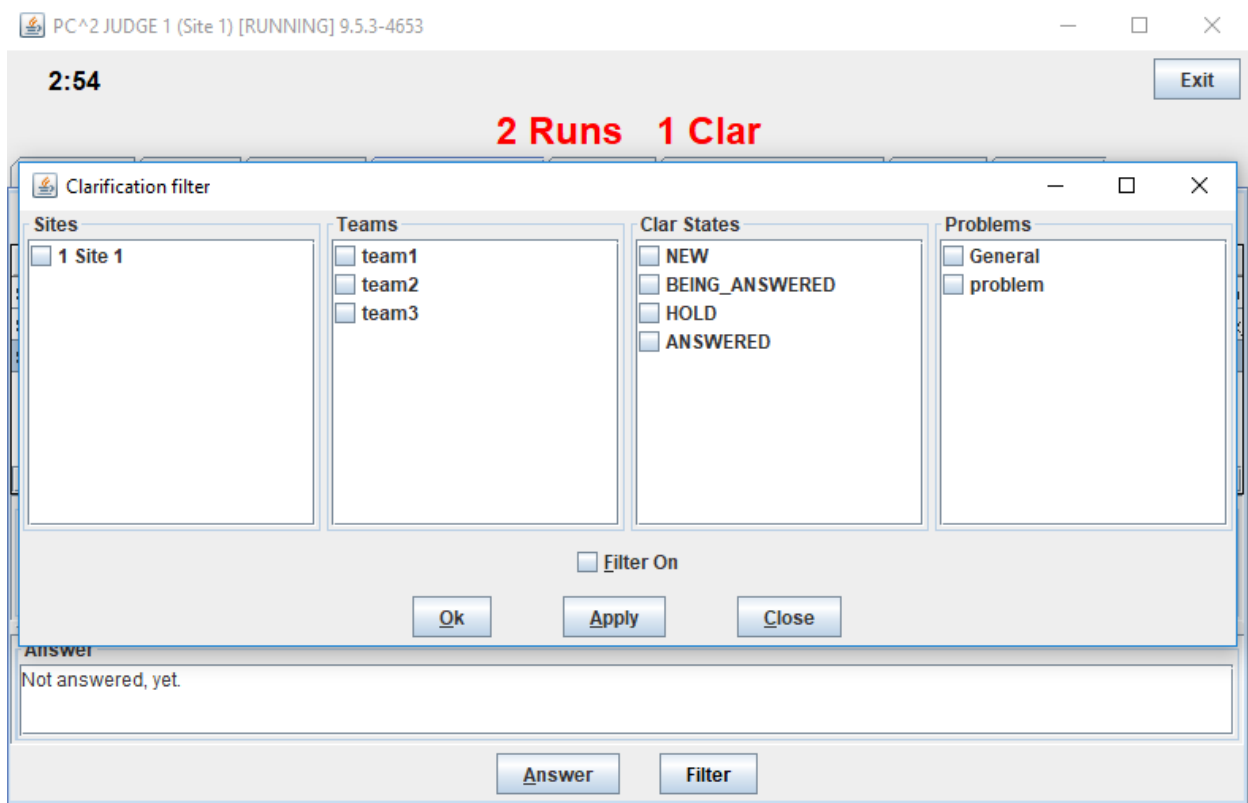 PC^2 JUDGE 1 (Site 1) [RUNNING] 9.5.3-4653
2:54
Exit
2 Runs 1 Clar
Clarification filter
Sites
1 Site 1
Teams
team1
team2
team3
Clar States
NEW
BEING_ANSWERED
HOLD
ANSWERED
Problems
General
problem
Filter On
Ok
Apply
Close
Answer
Not answered, yet.
Answer
Filter